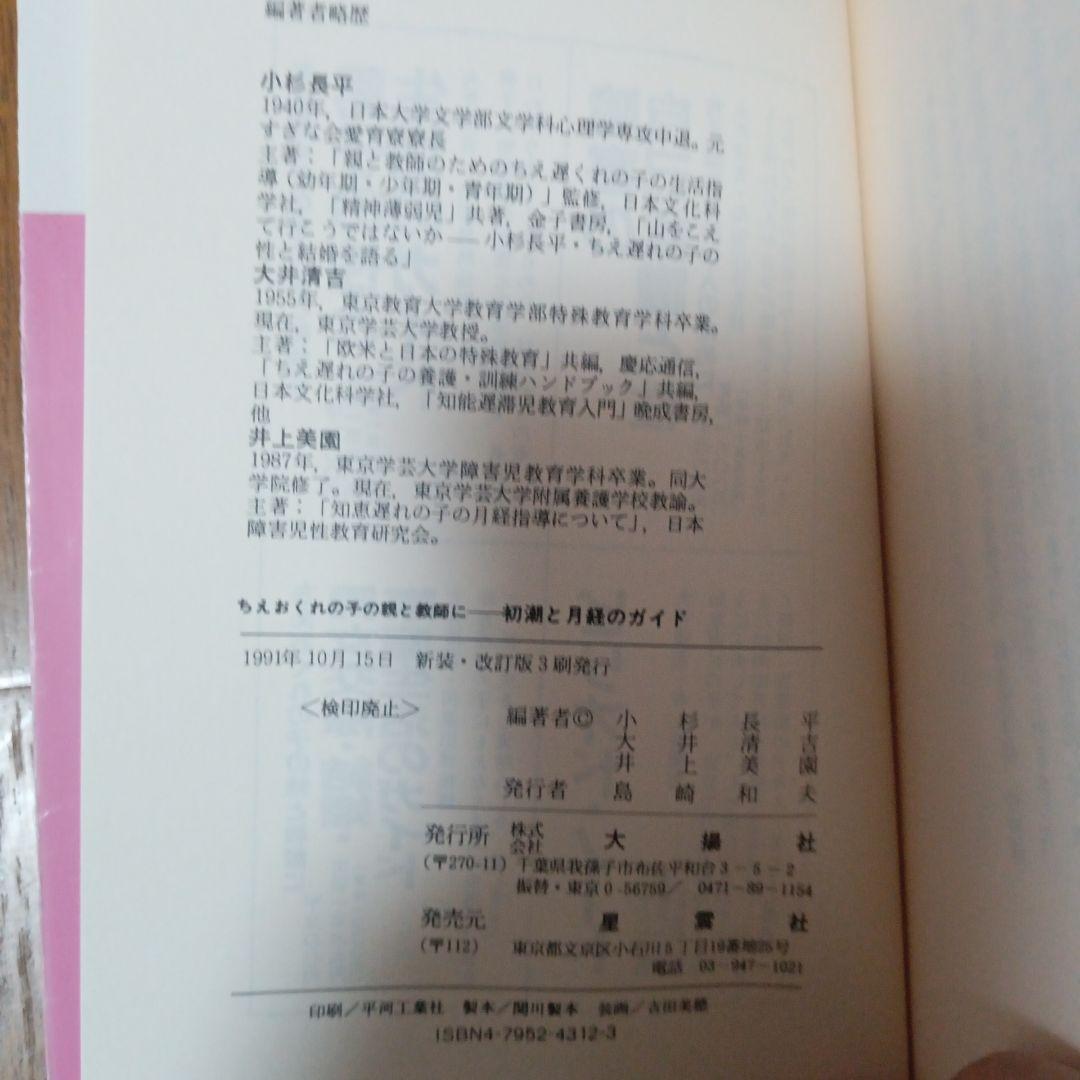 編著者略歴
小杉長平
1940年，日本大学文学部文学科心理学専攻中退。元
すぎな会愛育寮寮長
主著：「親と教師のためのちえ遅くれの子の生活指
導（幼年期・少年期・青年期）」監修，日本文化科
学社，「精神薄弱児」共著，金子書房，「山をこえ
て行こうではないか——小杉長平・ちえ遅れの子の
性と結婚を語る」
大井清吉
1955年，東京教育大学教育学部特殊教育学科卒業。
現在，東京学芸大学教授。
主著：「欧米と日本の特殊教育」共編，慶応通信，
「ちえ遅れの子の養護・訓練ハンドブック」共編，
日本文化科学社，「知能遅滞児教育入門」晩成書房，
他
井上美園
1987年，東京学芸大学障害児教育学科卒業。同大
学院修了。現在，東京学芸大学附属養護学校教諭。
主著：「知恵遅れの子の月経指導について」，日本
障害児性教育研究会。
ちえおくれの子の親と教師に——初潮と月経のガイド
1991年10月15日 新装・改訂版3刷発行
＜検印廃止＞ 編著者© 小杉長平
大井清吉
井上美園
発行者 島崎和夫
発行所 株式会社 大揚社
（〒270-11）千葉県我孫子市布佐平和台3－5－2
振替・東京0-56759／ 0471-89-1154
発売元 星雲社
（〒112） 東京都文京区小石川5丁目19番地25号
電話 03－947－1021
印刷／平河工業社 製本／関川製本 装画／吉田美穂
ISBN4-7952-4312-3